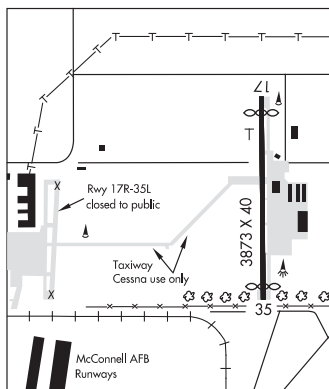 17
T
3873 X 40
Rwy 17R-35L
closed to public
X
Taxiway
Cessna use only
X
35
McConnell AFB
Runways